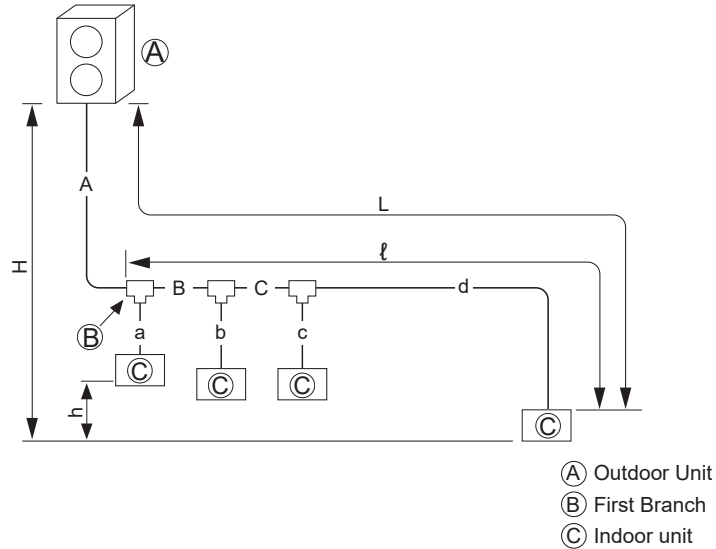 Ⓐ
A
L
H
ℓ
B
C
d
Ⓑ
a
b
c
Ⓒ
Ⓒ
Ⓒ
h
Ⓒ
Ⓐ Outdoor Unit
Ⓑ First Branch
Ⓒ Indoor unit